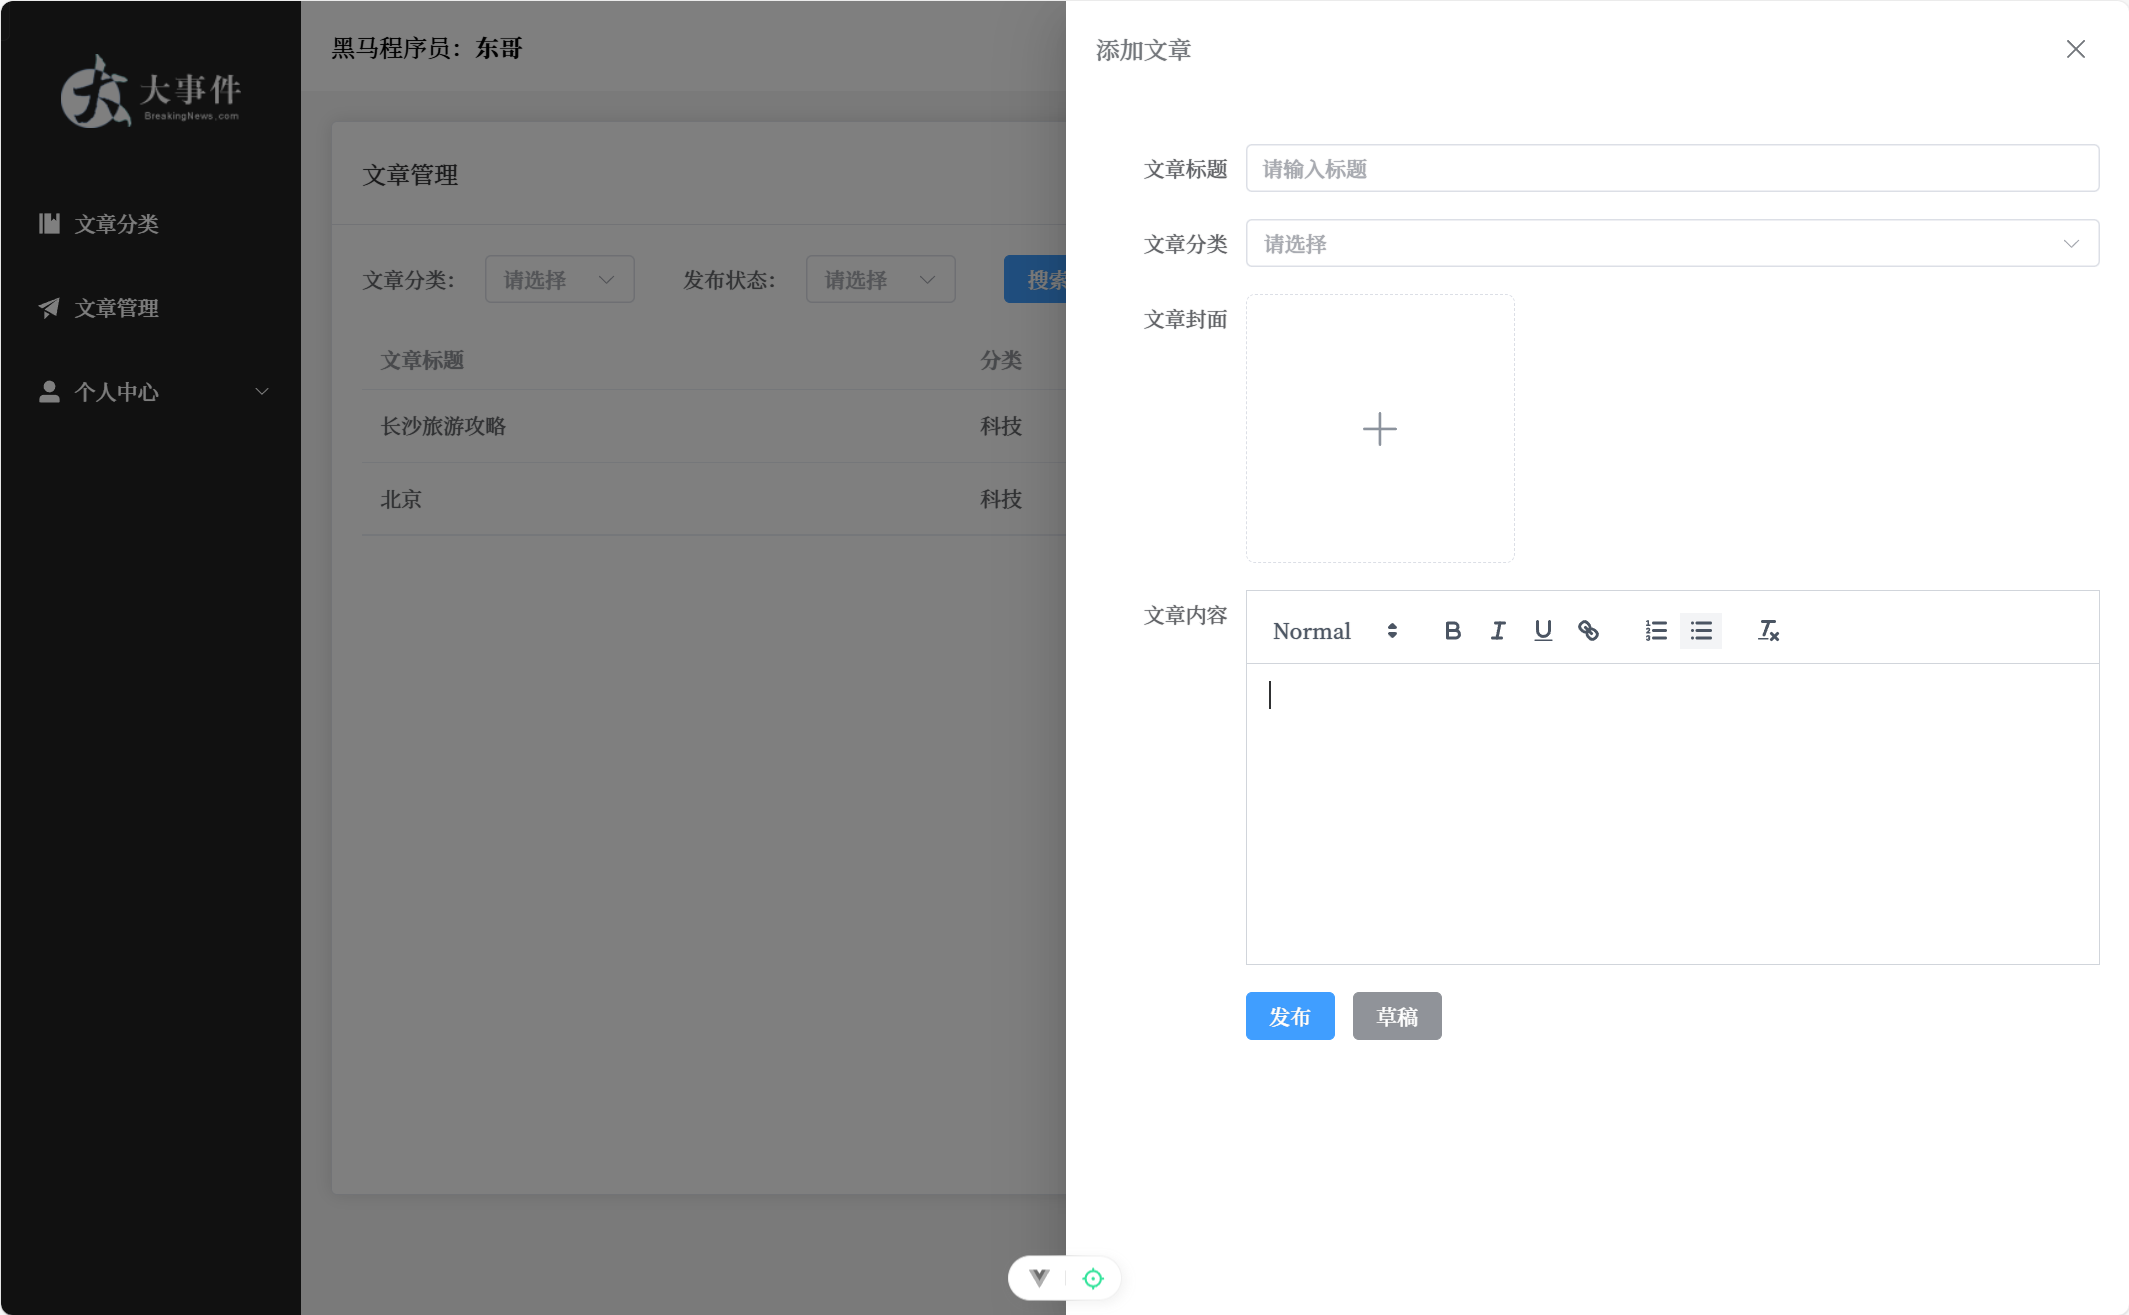 大事件
BreakingNews.com
文章分类
文章管理
个人中心
黑马程序员：东哥
文章管理
文章分类： 请选择 发布状态： 请选择 搜索
文章标题 分类
长沙旅游攻略 科技
北京 科技
添加文章
文章标题 请输入标题
文章分类 请选择
文章封面
文章内容 Normal
发布 草稿